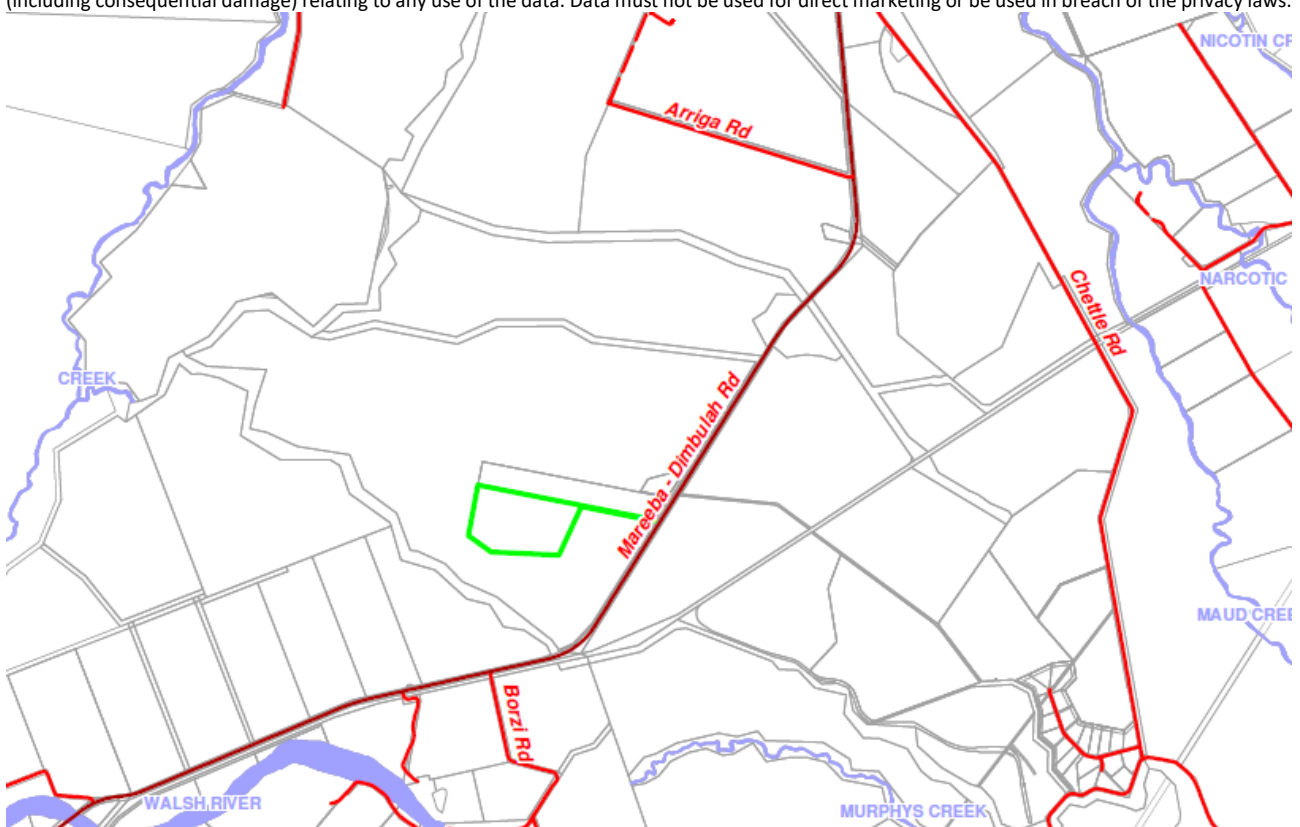 (including consequential damage) relating to any use of the data. Data must not be used for direct marketing or be used in breach of the privacy laws.
NICOTIN CR
Arriga Rd
NARCOTIC
Chettle Rd
CREEK
Mareeba - Dimbulah Rd
MAUD CREE
Borzi Rd
WALSH RIVER
MURPHYS CREEK